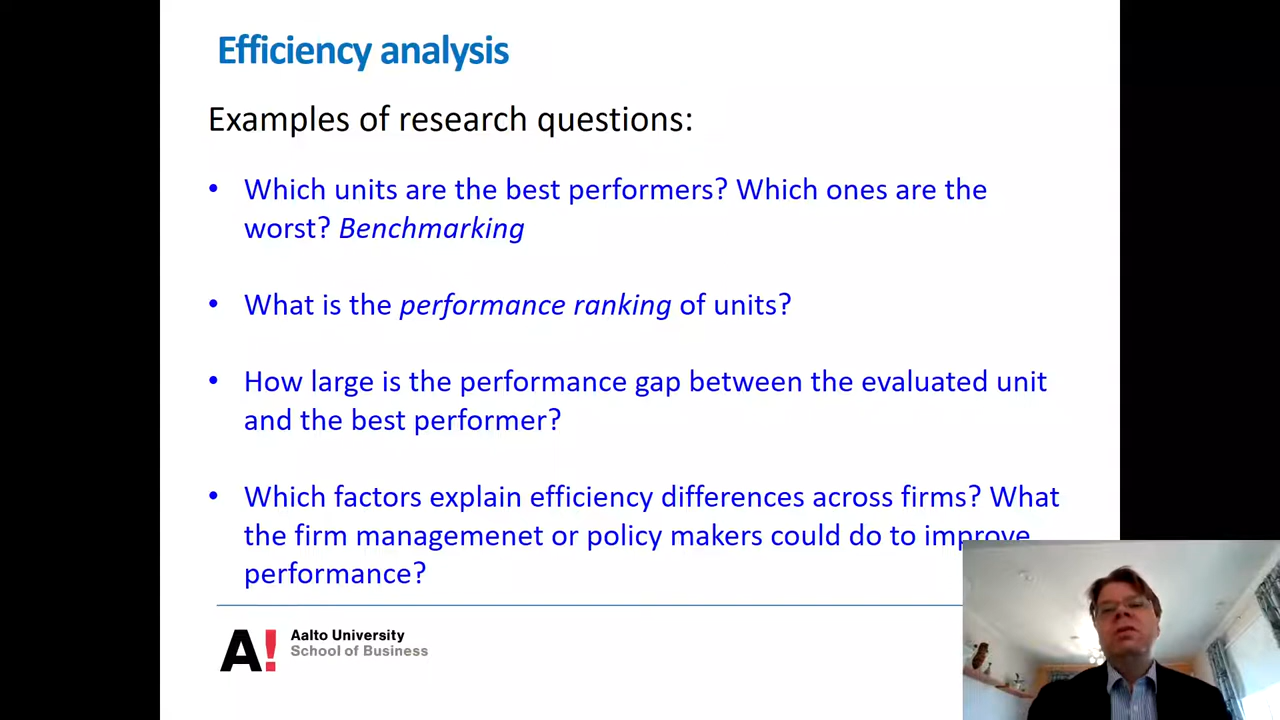 Efficiency analysis
Examples of research questions:
• Which units are the best performers? Which ones are the
worst? Benchmarking
• What is the performance ranking of units?
• How large is the performance gap between the evaluated unit
and the best performer?
• Which factors explain efficiency differences across firms? What
the firm managemenet or policy makers could do to improve
performance?
A!
Aalto University
School of Business